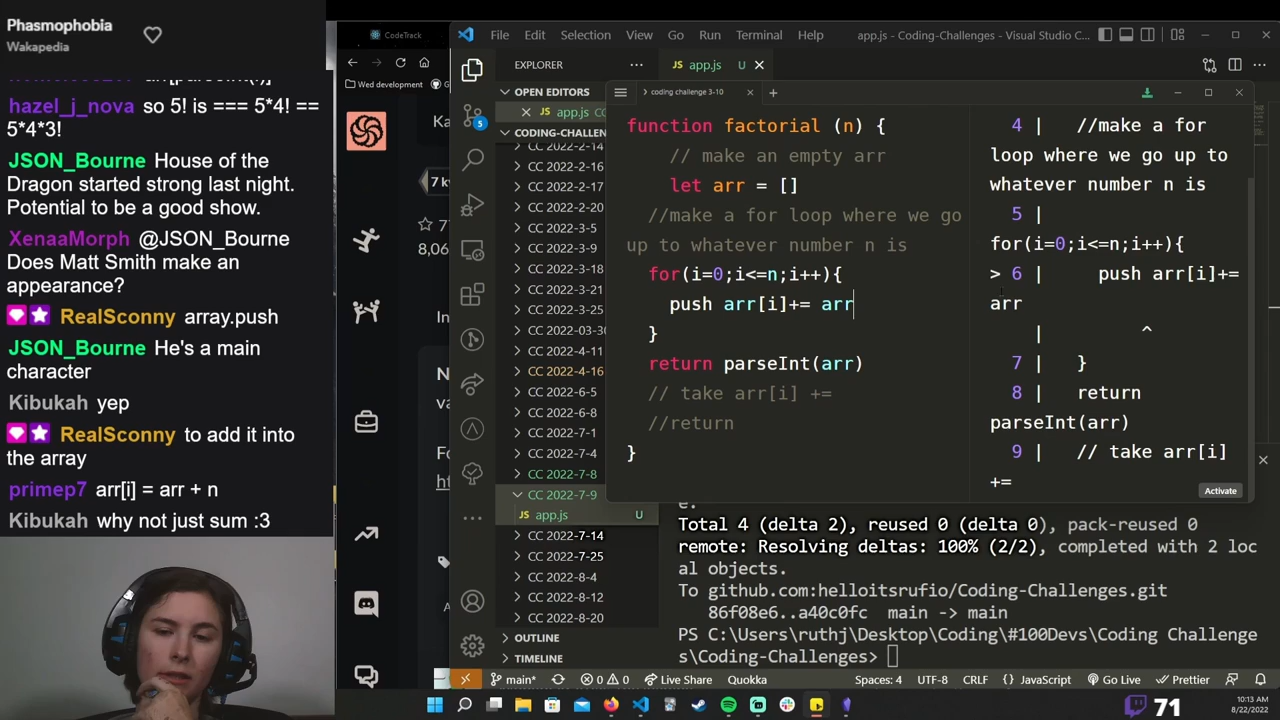 Phasmophobia
Wakapedia
hazel_j_nova so 5! is === 5*4! ==
5*4*3!
JSON_Bourne: House of the
Dragon started strong last night.
Potential to be a good show.
XenaaMorph @JSON_Bourne
Does Matt Smith make an
appearance?
RealSconny array.push
JSON_Bourne: He's a main
character
Kibukah yep
RealSconny to add it into
the array
primep7 arr[i] = arr + n
Kibukah why not just sum :3
CodeTrack
Wed development
7 ky
8,06
In
File Edit Selection View Go Run Terminal Help
app.js - Coding-Challenges - Visual Studio C...
EXPLORER
app.js U
OPEN EDITORS
app.js
CODING-CHALLEN
CC 2022-2-14
CC 2022-2-16
CC 2022-2-17
CC 2022-2-20
CC 2022-3-5
CC 2022-3-9
CC 2022-3-18
CC 2022-3-21
CC 2022-3-25
CC 2022-03-30
CC 2022-4-11
CC 2022-4-16
CC 2022-6-5
CC 2022-6-8
CC 2022-7-1
CC 2022-7-4
CC 2022-7-8
CC 2022-7-9
JS app.js U
CC 2022-7-14
CC 2022-7-25
CC 2022-8-4
CC 2022-8-12
CC 2022-8-20
OUTLINE
TIMELINE
coding challenge 3-10
function factorial (n) {
// make an empty arr
let arr = []
//make a for loop where we go
up to whatever number n is
for(i=0;i<=n;i++){
push arr[i]+= arr
}
return parseInt(arr)
// take arr[i] +=
//return
}
4 | //make a for
loop where we go up to
whatever number n is
5 |
for(i=0;i<=n;i++){
> 6 | push arr[i]+=
arr
| ^
7 | }
8 | return
parseInt(arr)
9 | // take arr[i]
+=
Activate
e.
Total 4 (delta 2), reused 0 (delta 0), pack-reused 0
remote: Resolving deltas: 100% (2/2), completed with 2 loc
al objects.
To github.com:helloitsrufio/Coding-Challenges.git
86f08e6..a40c0fc main -> main
PS C:\Users\ruthj\Desktop\Coding\#100Devs\Coding Challenge
s\Coding-Challenges>
main* 0 0 Live Share Quokka Spaces: 4 UTF-8 CRLF JavaScript Go Live Prettier
71
10:13 AM
8/22/2022